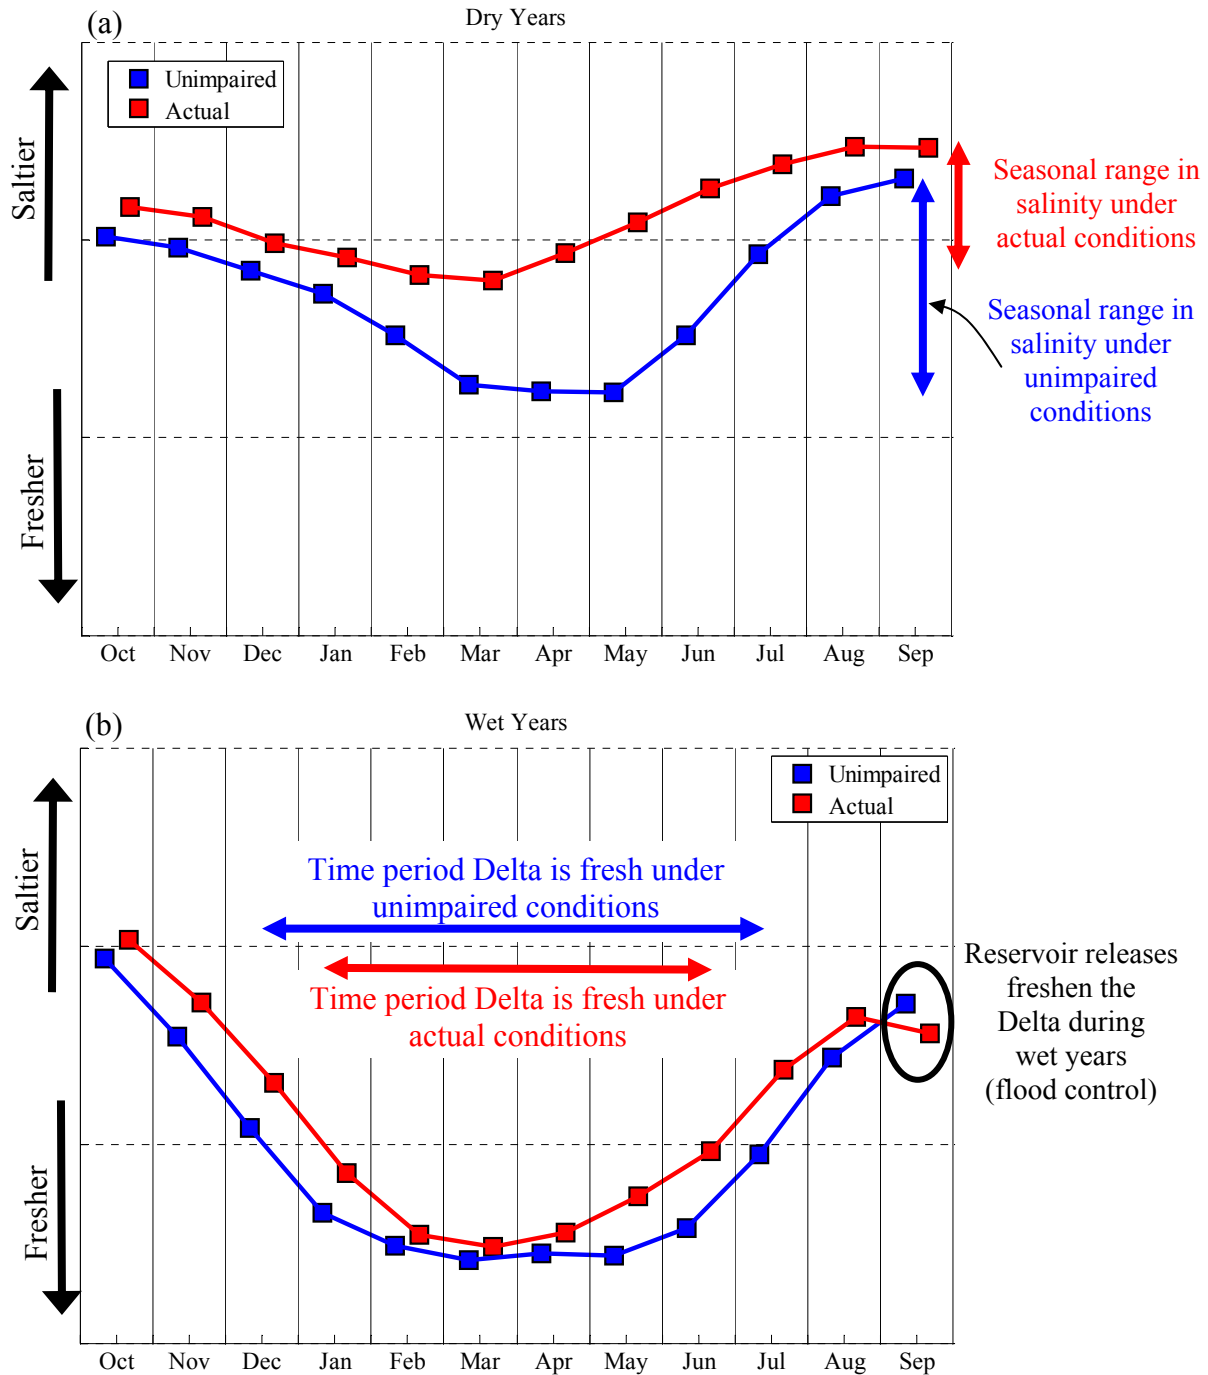 (a)
Dry Years
Unimpaired
Actual
Saltier
Fresher
Seasonal range in
salinity under
actual conditions
Seasonal range in
salinity under
unimpaired
conditions
Oct Nov Dec Jan Feb Mar Apr May Jun Jul Aug Sep
(b)
Wet Years
Unimpaired
Actual
Saltier
Fresher
Time period Delta is fresh under
unimpaired conditions
Time period Delta is fresh under
actual conditions
Reservoir releases
freshen the
Delta during
wet years
(flood control)
Oct Nov Dec Jan Feb Mar Apr May Jun Jul Aug Sep